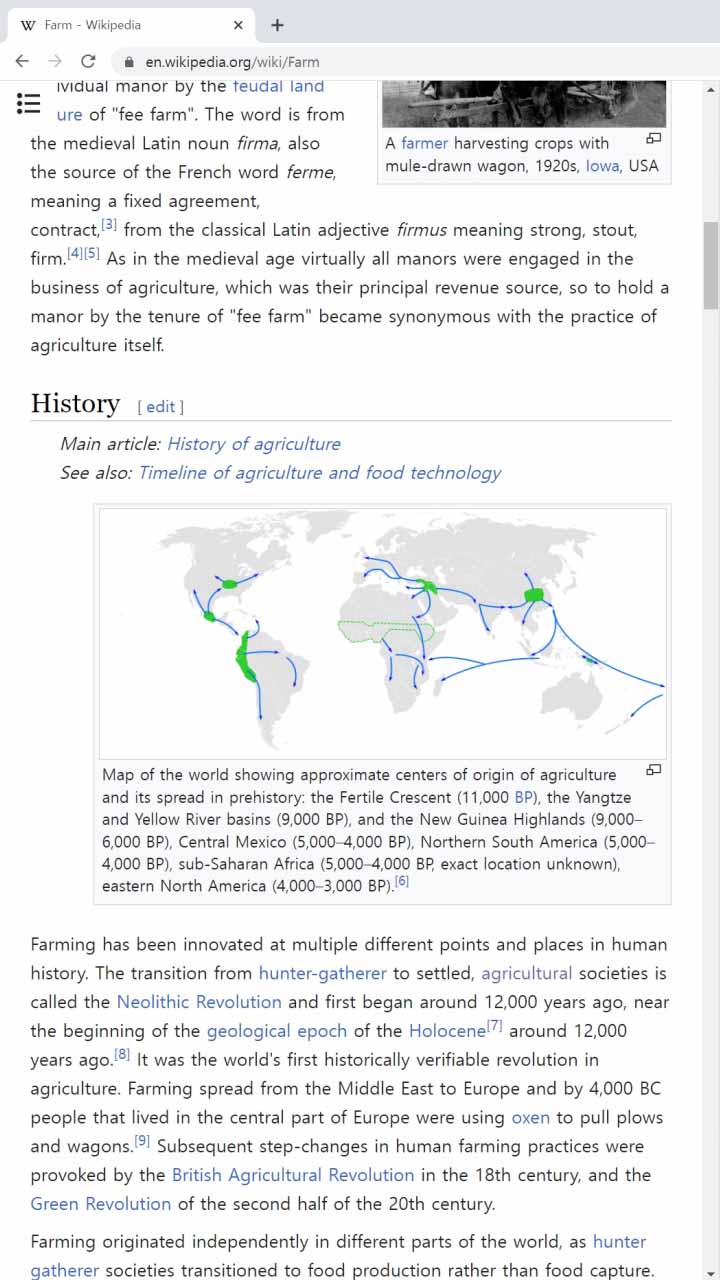 Farm - Wikipedia
en.wikipedia.org/wiki/Farm
ividual manor by the feudal land
ure of "fee farm". The word is from
the medieval Latin noun firma, also
the source of the French word ferme,
meaning a fixed agreement,
A farmer harvesting crops with
mule-drawn wagon, 1920s, Iowa, USA
contract,[3] from the classical Latin adjective firmus meaning strong, stout,
firm.[4][5] As in the medieval age virtually all manors were engaged in the
business of agriculture, which was their principal revenue source, so to hold a
manor by the tenure of "fee farm" became synonymous with the practice of
agriculture itself.
History [ edit ]
Main article: History of agriculture
See also: Timeline of agriculture and food technology
Map of the world showing approximate centers of origin of agriculture
and its spread in prehistory: the Fertile Crescent (11,000 BP), the Yangtze
and Yellow River basins (9,000 BP), and the New Guinea Highlands (9,000–
6,000 BP), Central Mexico (5,000–4,000 BP), Northern South America (5,000–
4,000 BP), sub-Saharan Africa (5,000–4,000 BP, exact location unknown),
eastern North America (4,000–3,000 BP).[6]
Farming has been innovated at multiple different points and places in human
history. The transition from hunter-gatherer to settled, agricultural societies is
called the Neolithic Revolution and first began around 12,000 years ago, near
the beginning of the geological epoch of the Holocene[7] around 12,000
years ago.[8] It was the world's first historically verifiable revolution in
agriculture. Farming spread from the Middle East to Europe and by 4,000 BC
people that lived in the central part of Europe were using oxen to pull plows
and wagons.[9] Subsequent step-changes in human farming practices were
provoked by the British Agricultural Revolution in the 18th century, and the
Green Revolution of the second half of the 20th century.
Farming originated independently in different parts of the world, as hunter
gatherer societies transitioned to food production rather than food capture.